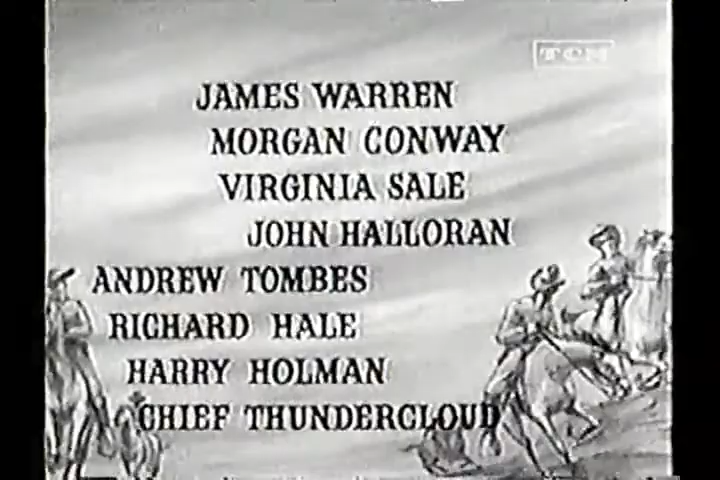 TCM
JAMES WARREN
MORGAN CONWAY
VIRGINIA SALE
JOHN HALLORAN
ANDREW TOMBES
RICHARD HALE
HARRY HOLMAN
CHIEF THUNDERCLOUD